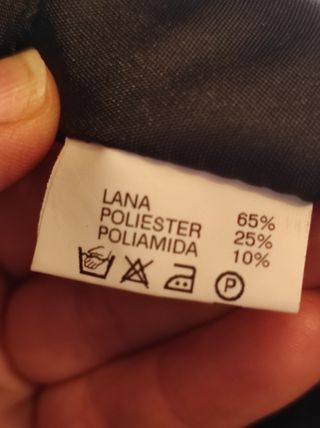 LANA 65%
POLIESTER 25%
POLIAMIDA 10%
P